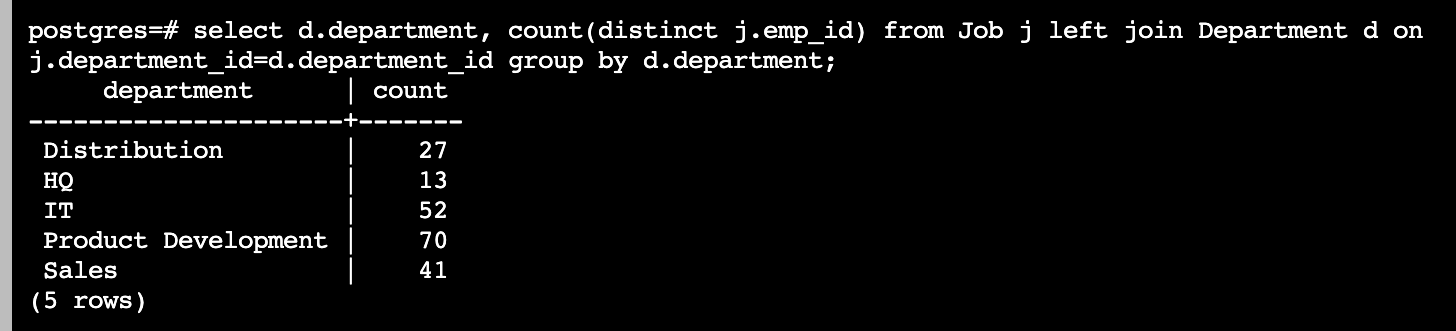 postgres=# select d.department, count(distinct j.emp_id) from Job j left join Department d on
j.department_id=d.department_id group by d.department;
     department      | count
---------------------+-------
 Distribution        |    27
 HQ                  |    13
 IT                  |    52
 Product Development |    70
 Sales               |    41
(5 rows)